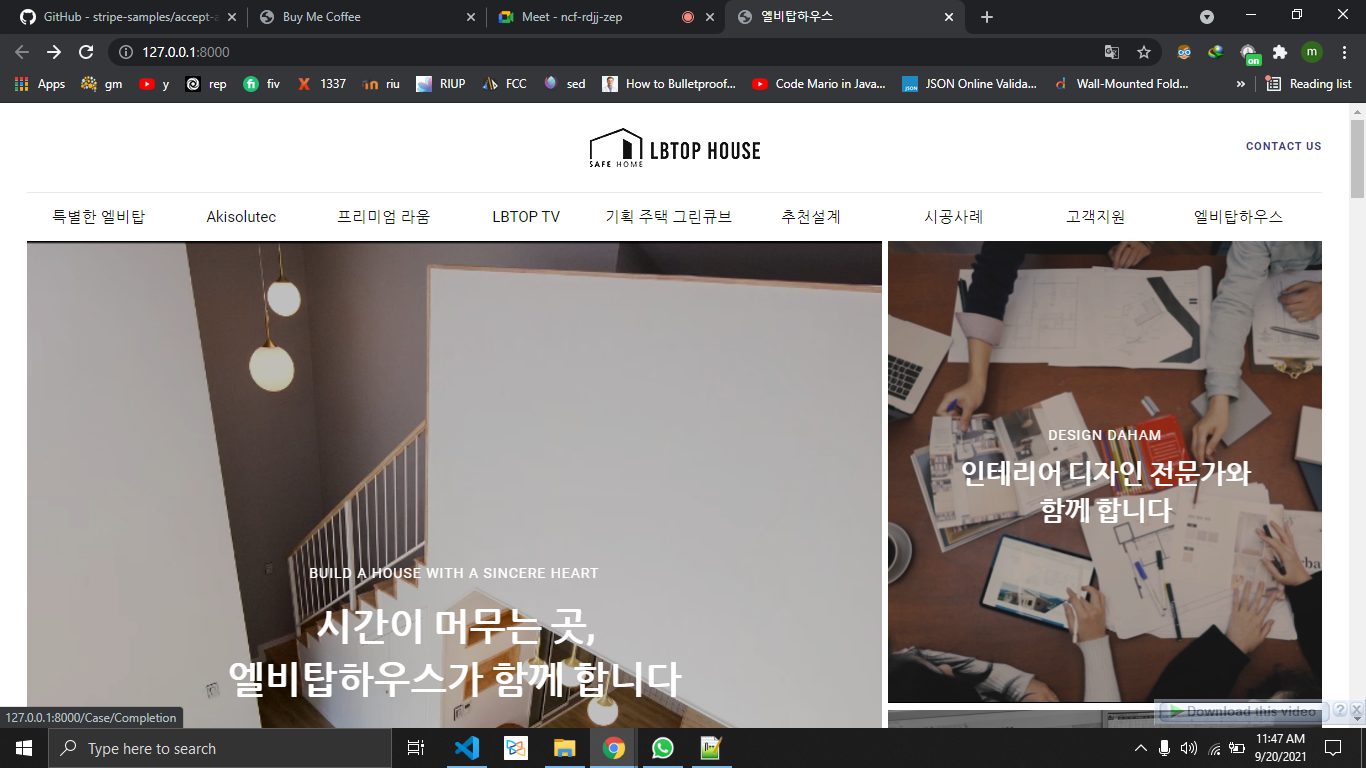 GitHub - stripe-samples/accept-a
Buy Me Coffee
Meet - ncf-rdjj-zep
엘비탑하우스
127.0.0.1:8000
m
on
Apps
gm
y
rep
fiv
1337
riu
RIUP
FCC
sed
How to Bulletproof...
Code Mario in Java...
JSON Online Valida...
Wall-Mounted Fold...
»
Reading list
SAFE HOME
LBTOP HOUSE
CONTACT US
특별한 엘비탑
Akisolutec
프리미엄 라움
LBTOP TV
기획 주택 그린큐브
추천설계
시공사례
고객지원
엘비탑하우스
BUILD A HOUSE WITH A SINCERE HEART
시간이 머무는 곳,
엘비탑하우스가 함께 합니다
DESIGN DAHAM
인테리어 디자인 전문가와
함께 합니다
127.0.0.1:8000/Case/Completion
Download this video
Type here to search
11:47 AM
9/20/2021